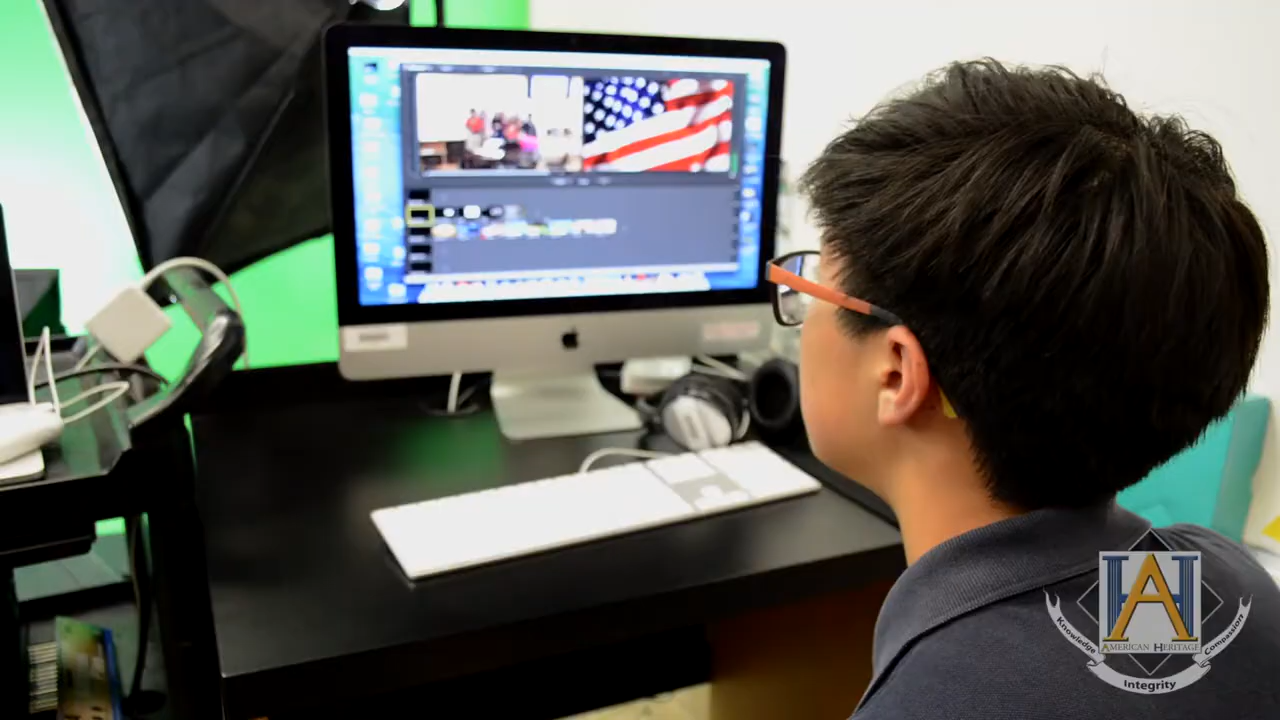 AH
AMERICAN HERITAGE
Knowledge
Integrity
Compassion